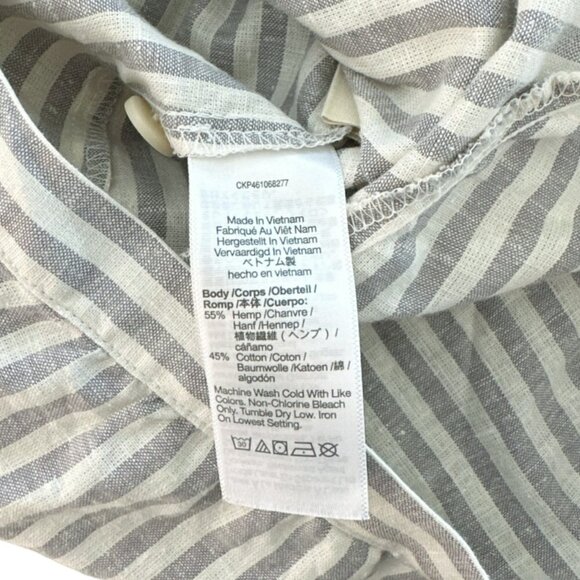 CKP461068277
Made In Vietnam
Fabriqué Au Viêt Nam
Hergestellt In Vietnam
Vervaardigd In Vietnam
ベトナム製
hecho en vietnam
Body /Corps /Oberteil /
Romp /本体 /Cuerpo:
55% Hemp /Chanvre /
Hanf /Hennep /
植物繊維 (ヘンプ) /
cáñamo
45% Cotton /Coton /
Baumwolle /Katoen /綿 /
algodón
Machine Wash Cold With Like
Colors. Non-Chlorine Bleach
Only. Tumble Dry Low. Iron
On Lowest Setting.
30